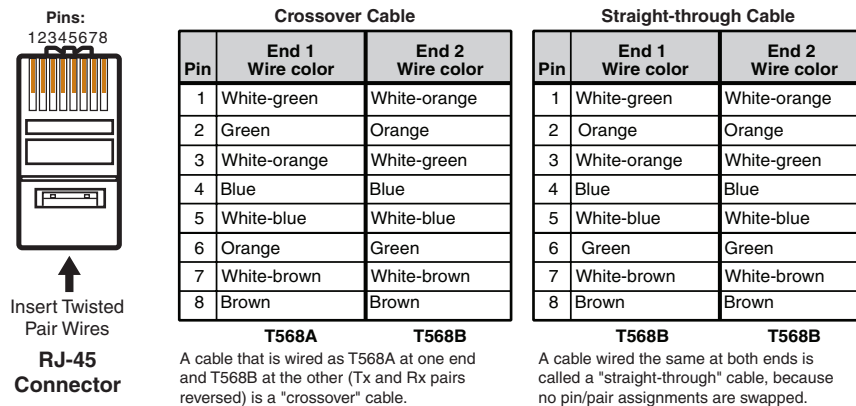 Pins:
12345678
Insert Twisted
Pair Wires
RJ-45
Connector
Crossover Cable
Pin End 1 Wire color End 2 Wire color
1 White-green White-orange
2 Green Orange
3 White-orange White-green
4 Blue Blue
5 White-blue White-blue
6 Orange Green
7 White-brown White-brown
8 Brown Brown
T568A T568B
A cable that is wired as T568A at one end
and T568B at the other (Tx and Rx pairs
reversed) is a "crossover" cable.
Straight-through Cable
Pin End 1 Wire color End 2 Wire color
1 White-green White-orange
2 Orange Orange
3 White-orange White-green
4 Blue Blue
5 White-blue White-blue
6 Green Green
7 White-brown White-brown
8 Brown Brown
T568B T568B
A cable wired the same at both ends is
called a "straight-through" cable, because
no pin/pair assignments are swapped.